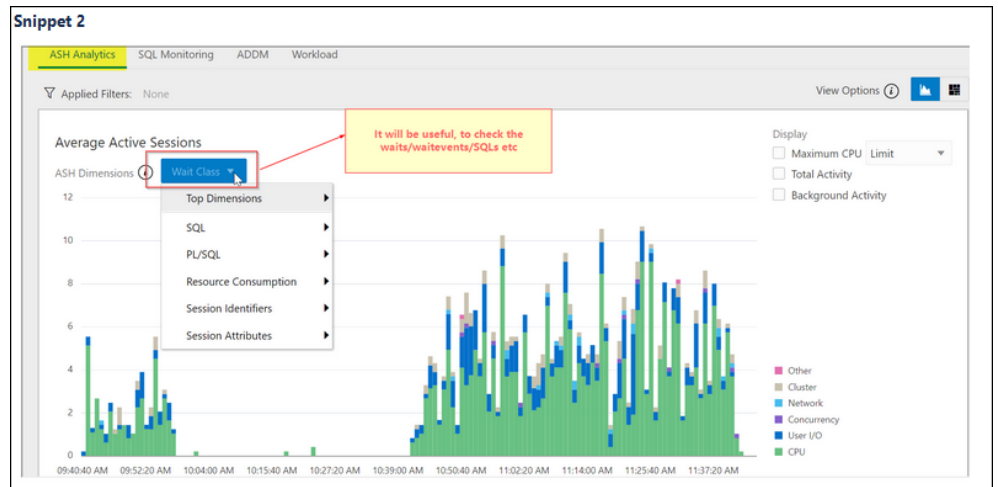 Snippet 2
ASH Analytics SQL Monitoring ADDM Workload
Applied Filters: None
View Options i
It will be useful, to check the
waits/waitevents/SQLs etc
Average Active Sessions
ASH Dimensions i Wait Class
Top Dimensions
SQL
PL/SQL
Resource Consumption
Session Identifiers
Session Attributes
Display
Maximum CPU Limit
Total Activity
Background Activity
12
10
8
6
4
2
0
09:40:40 AM 09:52:20 AM 10:04:00 AM 10:15:40 AM 10:27:20 AM 10:39:00 AM 10:50:40 AM 11:02:20 AM 11:14:00 AM 11:25:40 AM 11:37:20 AM
Other
Cluster
Network
Concurrency
User I/O
CPU